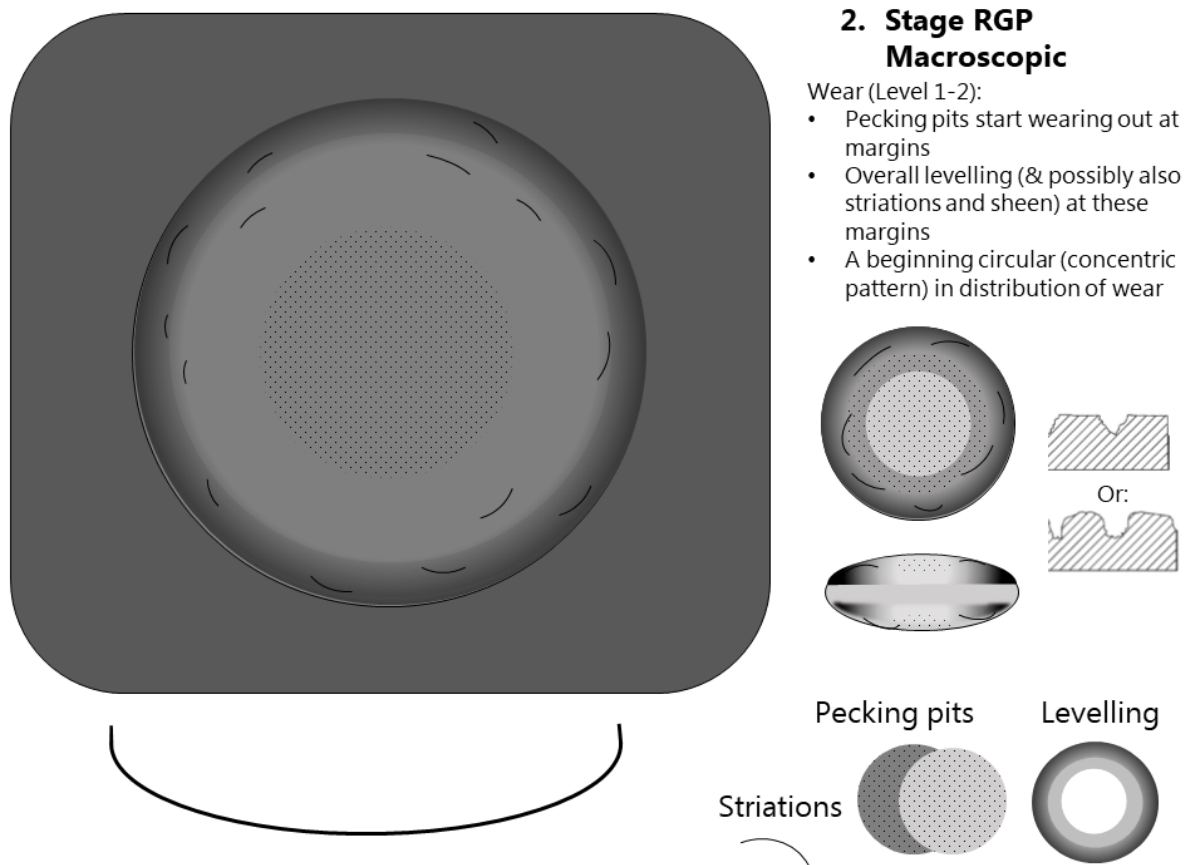 2. Stage RGP
Macroscopic
Wear (Level 1-2):
• Pecking pits start wearing out at
margins
• Overall levelling (& possibly also
striations and sheen) at these
margins
• A beginning circular (concentric
pattern) in distribution of wear
Or:
Pecking pits
Levelling
Striations